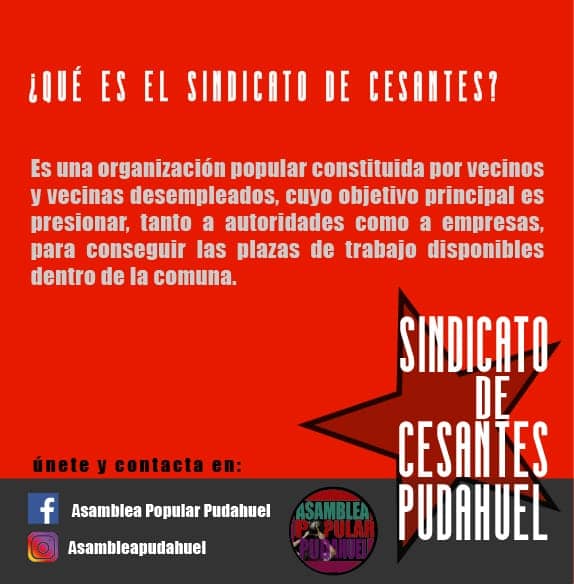 ¿QUÉ ES EL SINDICATO DE CESANTES?
Es una organización popular constituida por vecinos
y vecinas desempleados, cuyo objetivo principal es
presionar, tanto a autoridades como a empresas,
para conseguir las plazas de trabajo disponibles
dentro de la comuna.
SINDICATO
DE
CESANTES
PUDAHUEL
únete y contacta en:
Asamblea Popular Pudahuel
Asambleapudahuel
ASAMBLEA
POPULAR
PUDAHUEL